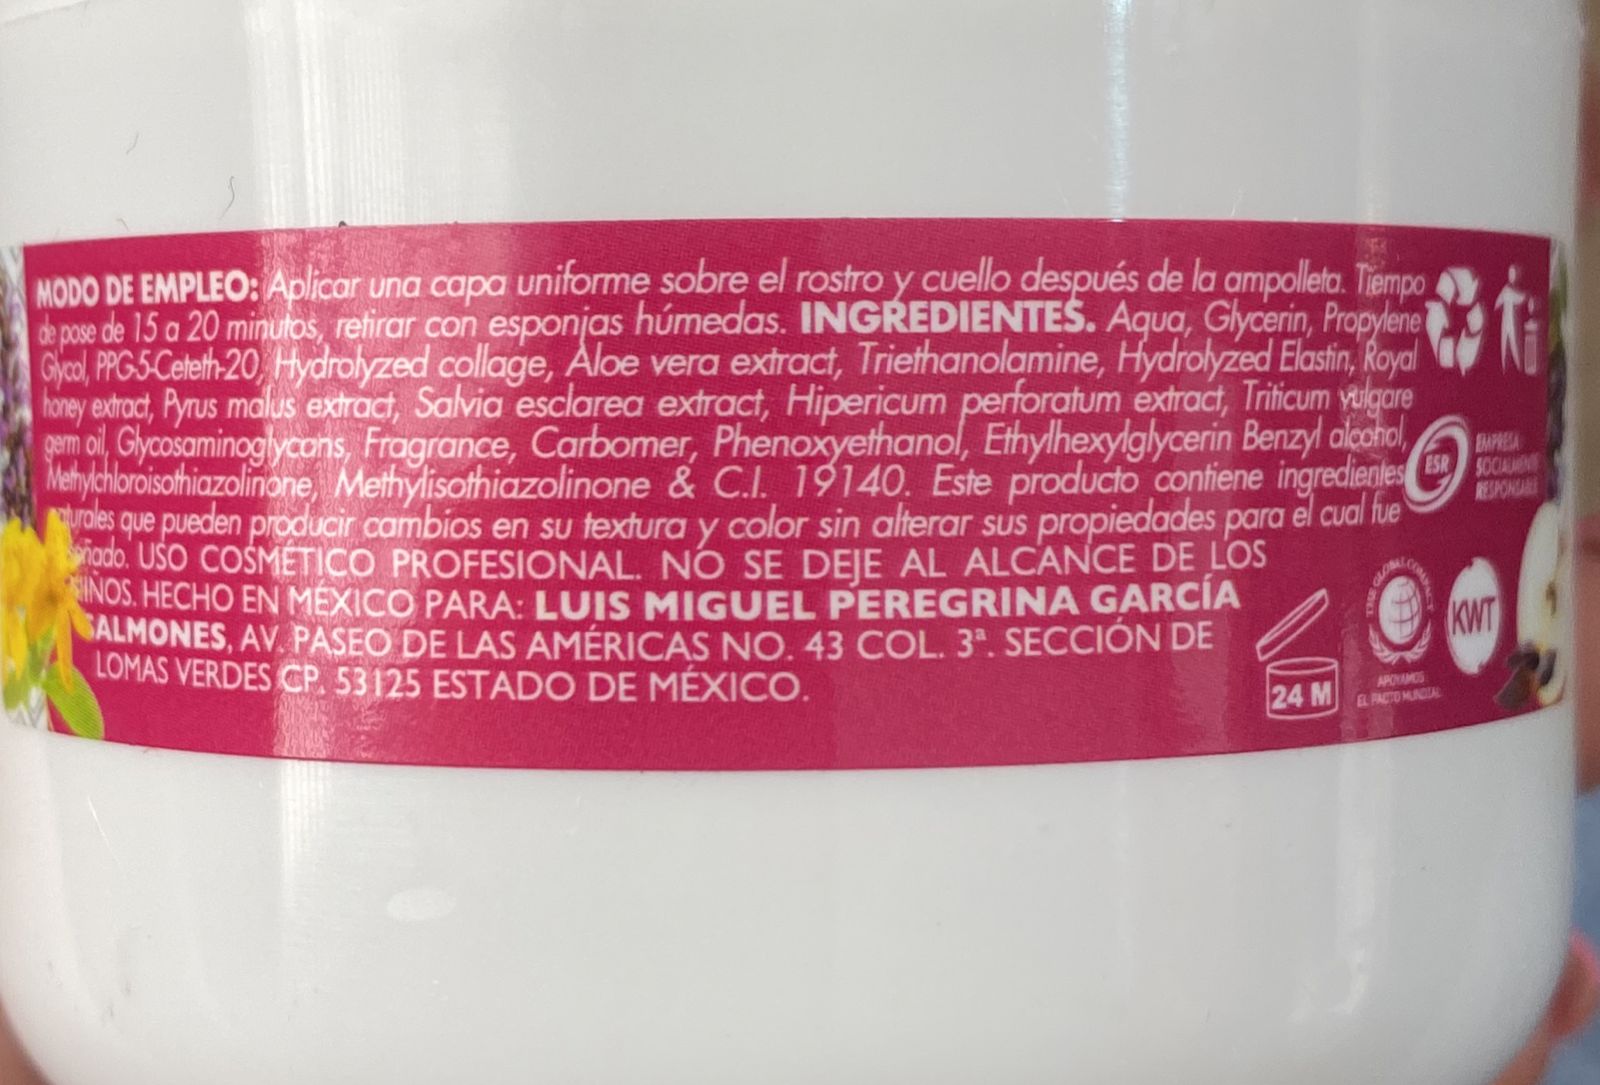 MODO DE EMPLEO: Aplicar una capa uniforme sobre el rostro y cuello después de la ampolleta. Tiempo
de pose de 15 a 20 minutos, retirar con esponjas húmedas. INGREDIENTES. Aqua, Glycerin, Propylene
Glycol, PPG-5-Ceteth-20, Hydrolyzed collage, Aloe vera extract, Triethanolamine, Hydrolyzed Elastin, Royal
honey extract, Pyrus malus extract, Salvia esclarea extract, Hipericum perforatum extract, Triticum vulgare
germ oil, Glycosaminoglycans, Fragrance, Carbomer, Phenoxyethanol, Ethylhexylglycerin Benzyl alcohol,
Methylchloroisothiazolinone, Methylisothiazolinone & C.I. 19140. Este producto contiene ingredientes
que pueden producir cambios en su textura y color sin alterar sus propiedades para el cual fue
USO COSMÉTICO PROFESIONAL. NO SE DEJE AL ALCANCE DE LOS
HECHO EN MÉXICO PARA: LUIS MIGUEL PEREGRINA GARCÍA
SALMONES, AV. PASEO DE LAS AMÉRICAS NO. 43 COL. 3ª. SECCIÓN DE
LOMAS VERDES CP. 53125 ESTADO DE MÉXICO.
ESR
EMPRESA
SOCIALMENTE
RESPONSABLE
24 M
THE GLOBAL COMPACT
APOYAMOS
EL PACTO MUNDIAL
KWT